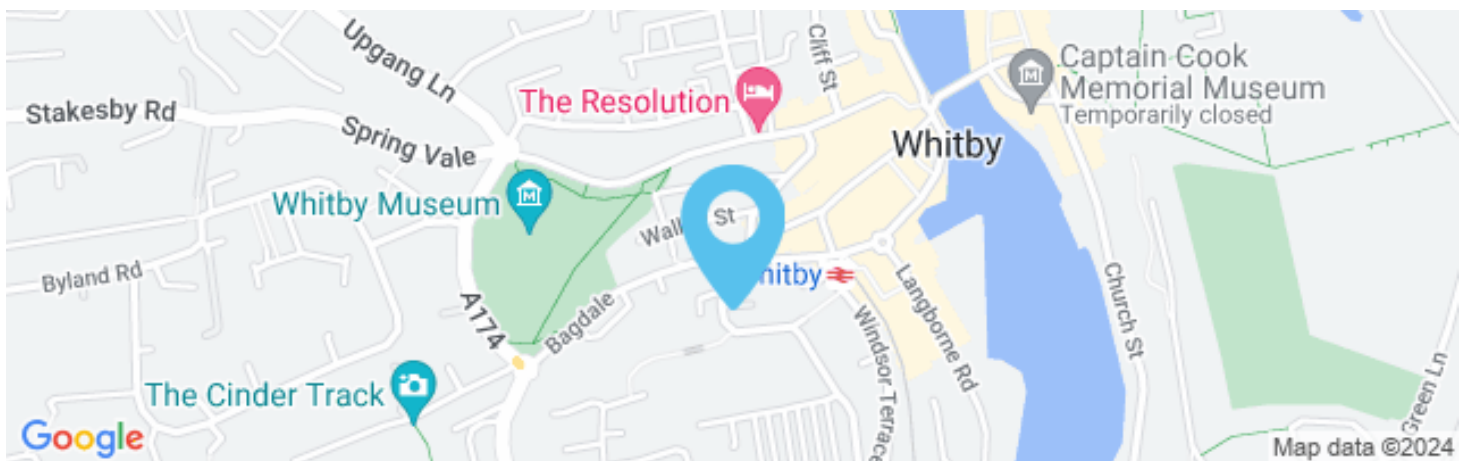 Upgang Ln
Cliff St
Captain Cook
Memorial Museum
Temporarily closed
Stakesby Rd
The Resolution
Spring Vale
Whitby
Whitby Museum
St
Byland Rd
A174
Bagdale
Langborne Rd
Church St
Windsor Terrace
The Cinder Track
Green Ln
Google
Map data ©2024